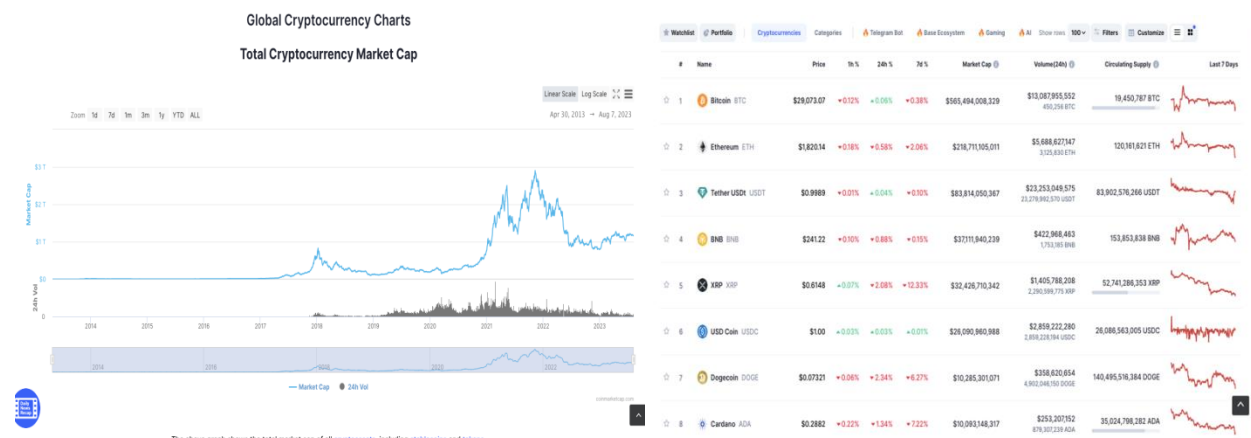 Global Cryptocurrency Charts
Total Cryptocurrency Market Cap
Linear Scale Log Scale
Zoom 1d 7d 1m 3m 1y YTD ALL
Apr 30, 2013 → Aug 7, 2023
$3 T
$2 T
$1 T
$0
Market Cap
24h Vol
0
2014 2015 2016 2017 2018 2019 2020 2021 2022 2023
2014 2016 2018 2020 2022
Market Cap 24h Vol
coinmarketcap.com
Watchlist Portfolio Cryptocurrencies Categories Telegram Bot Base Ecosystem Gaming AI Show rows 100 Filters Customize
# Name Price 1h % 24h % 7d % Market Cap Volume(24h) Circulating Supply Last 7 Days
1 Bitcoin BTC $29,073.07 0.12% 0.06% 0.38% $565,494,008,329 $13,087,955,552 19,450,787 BTC
450,256 BTC
2 Ethereum ETH $1,820.14 0.18% 0.58% 2.06% $218,711,105,011 $5,688,627,147 120,161,621 ETH
3,125,830 ETH
3 Tether USDt USDT $0.9989 0.01% 0.04% 0.10% $83,814,050,367 $23,253,049,575 83,902,576,266 USDT
23,279,992,570 USDT
4 BNB BNB $241.22 0.10% 0.88% 0.15% $37,111,940,239 $422,968,463 153,853,838 BNB
1,753,185 BNB
5 XRP XRP $0.6148 0.07% 2.08% 12.33% $32,426,710,342 $1,405,788,208 52,741,286,353 XRP
2,290,599,775 XRP
6 USD Coin USDC $1.00 0.03% 0.03% 0.01% $26,090,960,988 $2,859,222,280 26,086,563,005 USDC
2,859,228,194 USDC
7 Dogecoin DOGE $0.07321 0.06% 2.34% 6.27% $10,285,301,071 $358,620,654 140,495,516,384 DOGE
4,902,046,150 DOGE
8 Cardano ADA $0.2882 0.22% 1.34% 7.22% $10,093,148,317 $253,207,152 35,024,798,282 ADA
879,307,239 ADA